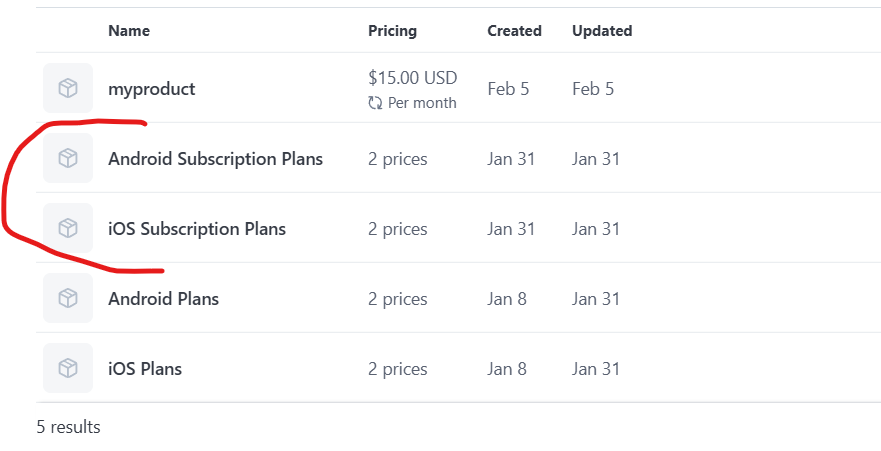 Name Pricing Created Updated
myproduct $15.00 USD Per month Feb 5 Feb 5
Android Subscription Plans 2 prices Jan 31 Jan 31
iOS Subscription Plans 2 prices Jan 31 Jan 31
Android Plans 2 prices Jan 8 Jan 31
iOS Plans 2 prices Jan 8 Jan 31
5 results